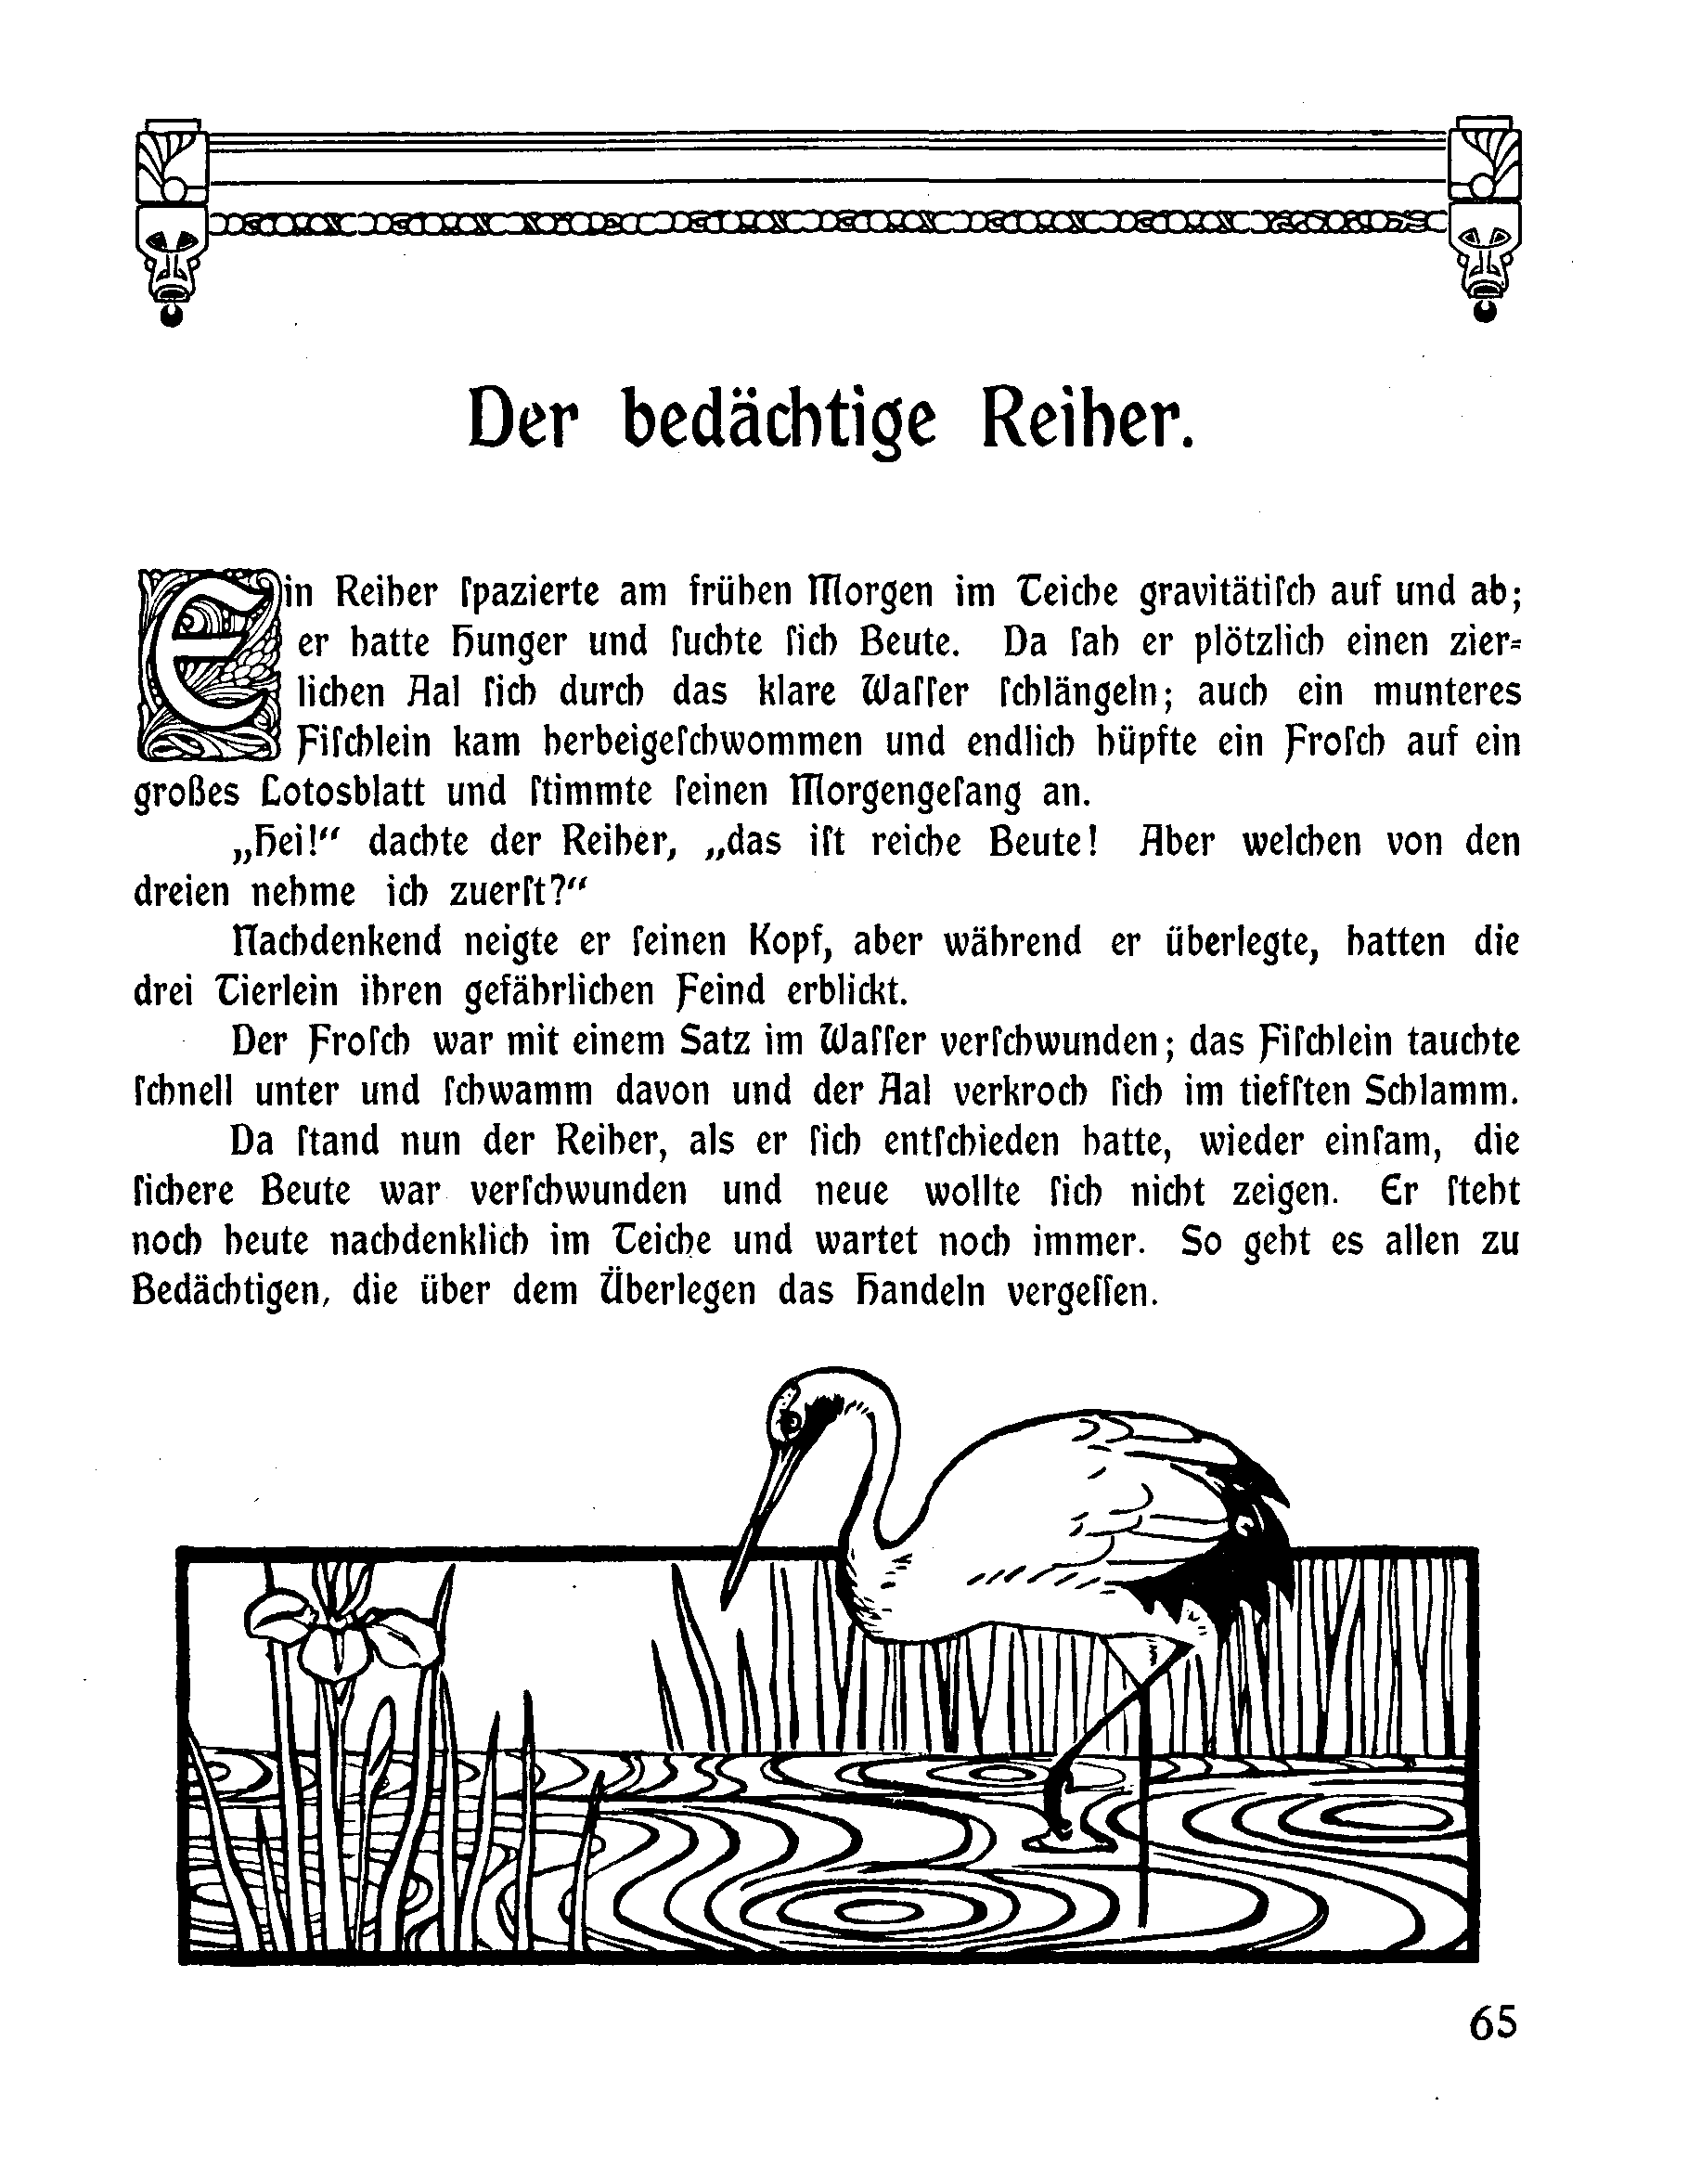 Der bedächtige Reiher.
Ein Reiher ſpazierte am frühen Morgen im Teiche gravitätiſch auf und ab;
er hatte Hunger und ſuchte ſich Beute. Da ſah er plötzlich einen zier-
lichen Aal ſich durch das klare Waſſer ſchlängeln; auch ein munteres
Fiſchlein kam herbeigeſchwommen und endlich hüpfte ein Froſch auf ein
großes Lotosblatt und ſtimmte ſeinen Morgengeſang an.
„Hei!“ dachte der Reiher, „das iſt reiche Beute! Aber welchen von den
dreien nehme ich zuerſt?“
Nachdenkend neigte er ſeinen Kopf, aber während er überlegte, hatten die
drei Tierlein ihren gefährlichen Feind erblickt.
Der Froſch war mit einem Satz im Waſſer verſchwunden; das Fiſchlein tauchte
ſchnell unter und ſchwamm davon und der Aal verkroch ſich im tiefſten Schlamm.
Da ſtand nun der Reiher, als er ſich entſchieden hatte, wieder einſam, die
ſichere Beute war verſchwunden und neue wollte ſich nicht zeigen. Er ſteht
noch heute nachdenklich im Teiche und wartet noch immer. So geht es allen zu
Bedächtigen, die über dem Überlegen das Handeln vergeſſen.
65